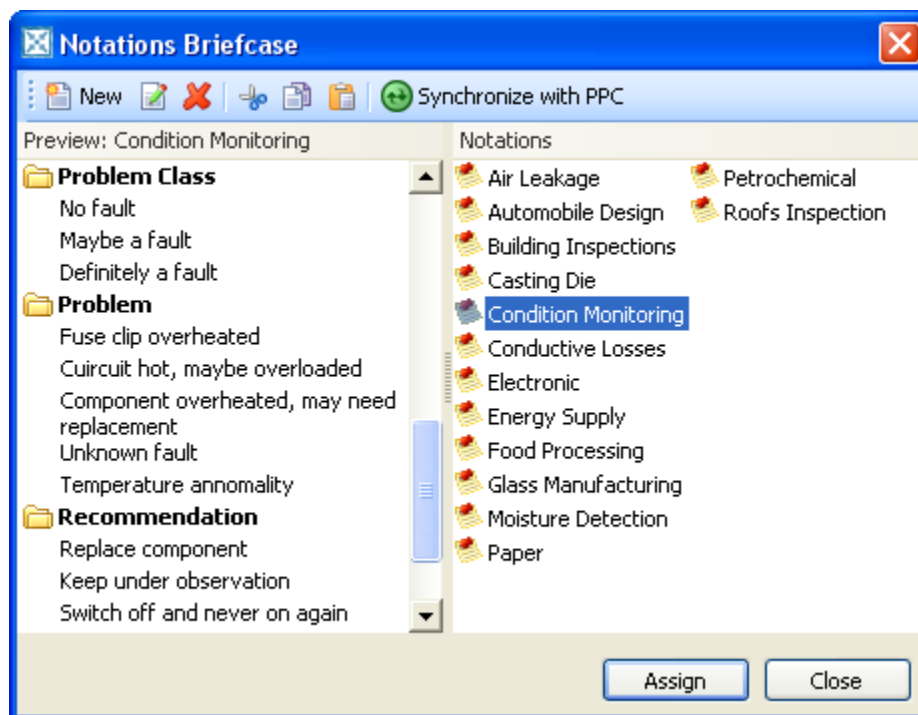 Notations Briefcase
New
Synchronize with PPC
Preview: Condition Monitoring
Problem Class
No fault
Maybe a fault
Definitely a fault
Problem
Fuse clip overheated
Cuircuit hot, maybe overloaded
Component overheated, may need
replacement
Unknown fault
Temperature annomality
Recommendation
Replace component
Keep under observation
Switch off and never on again
Notations
Air Leakage
Automobile Design
Building Inspections
Casting Die
Condition Monitoring
Conductive Losses
Electronic
Energy Supply
Food Processing
Glass Manufacturing
Moisture Detection
Paper
Petrochemical
Roofs Inspection
Assign
Close